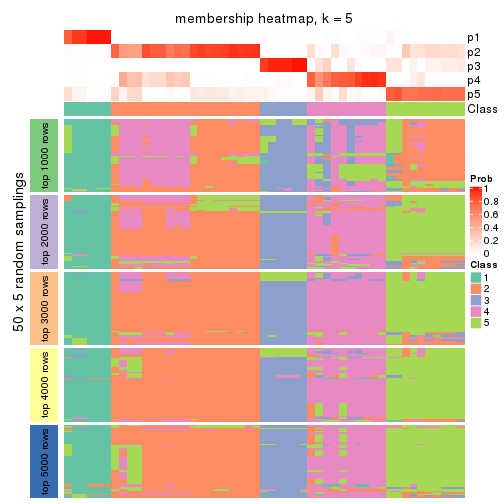 membership heatmap, k = 5
p1
p2
p3
p4
p5
Class
50 x 5 random samplings
top 1000 rows
top 2000 rows
top 3000 rows
top 4000 rows
top 5000 rows
Prob
1
0.8
0.6
0.4
0.2
0
Class
1
2
3
4
5